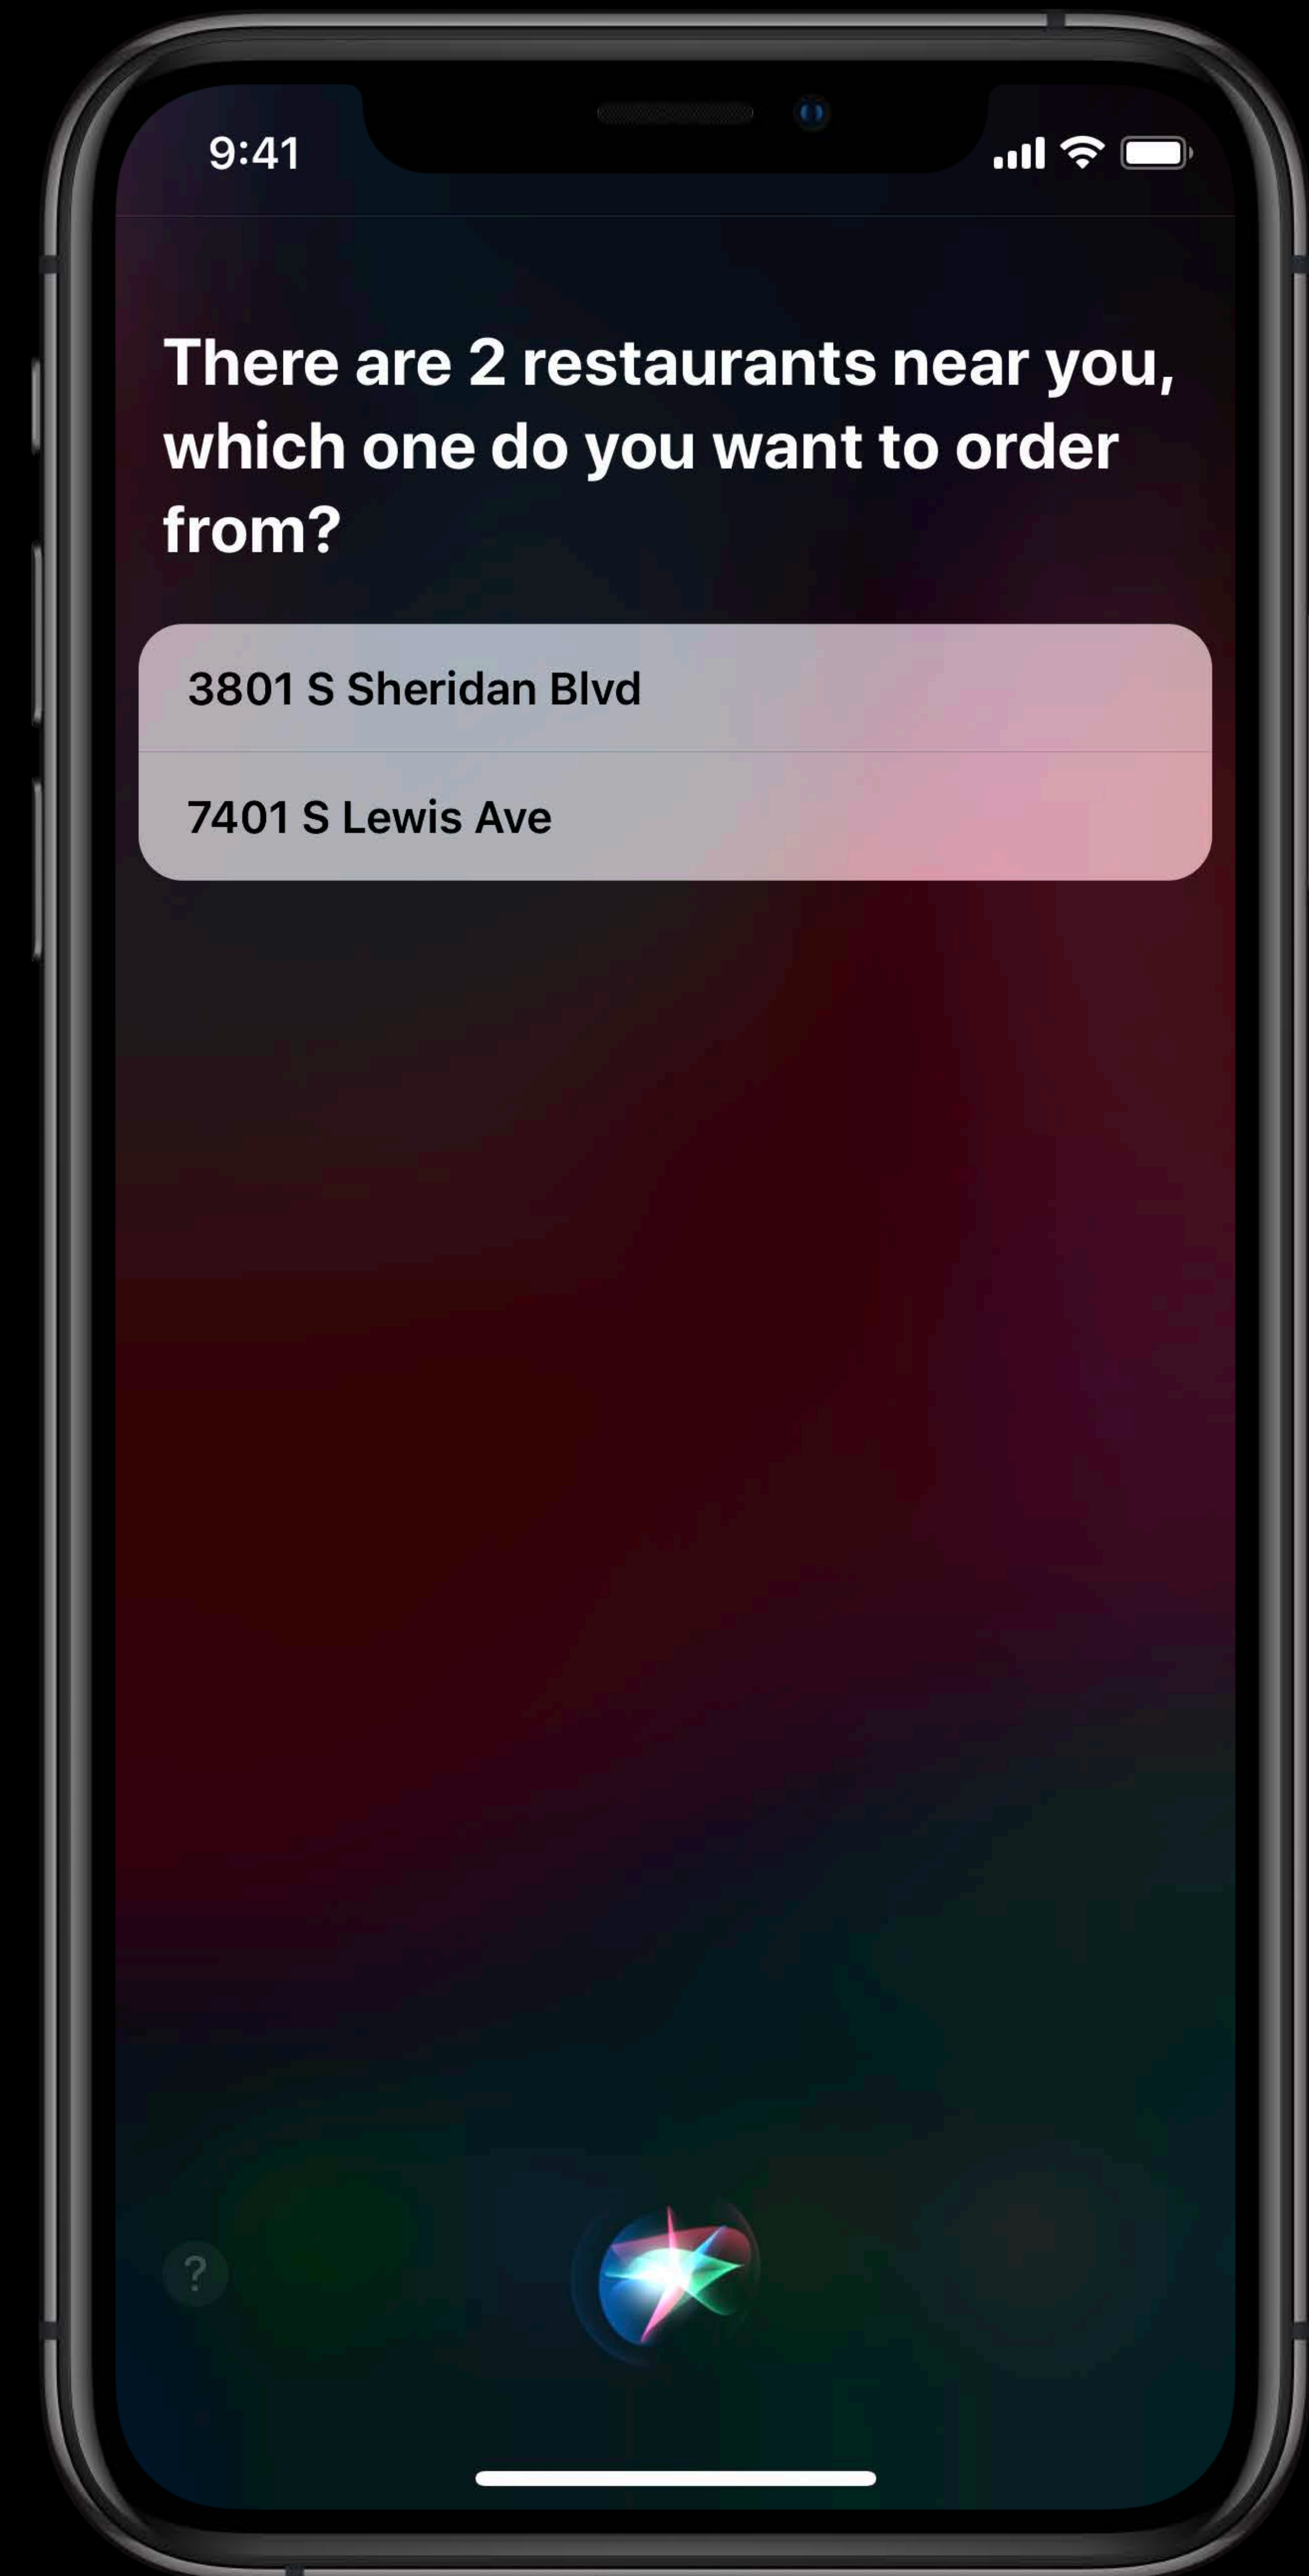 9:41
There are 2 restaurants near you,
which one do you want to order
from?
3801 S Sheridan Blvd
7401 S Lewis Ave
?